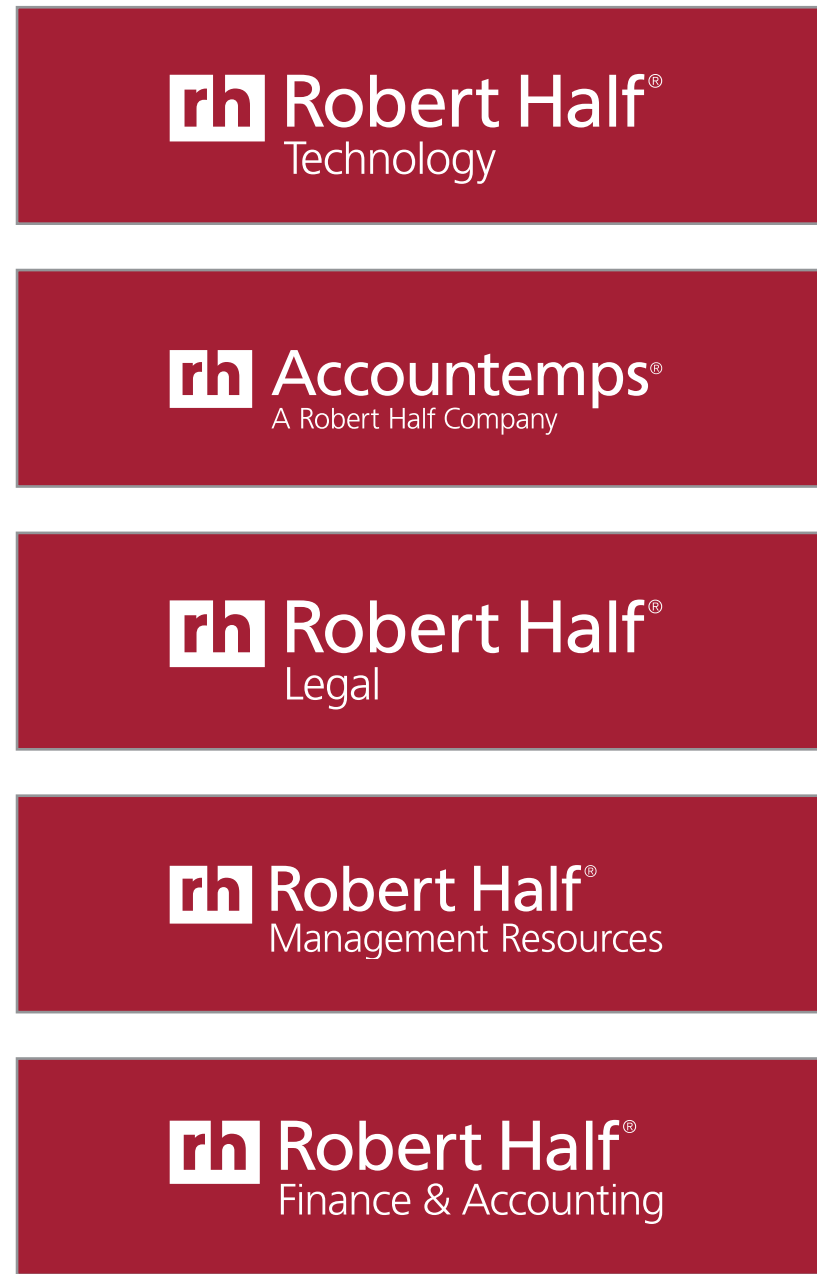 rh Robert Half®
Technology
rh Accountemps®
A Robert Half Company
rh Robert Half®
Legal
rh Robert Half®
Management Resources
rh Robert Half®
Finance & Accounting